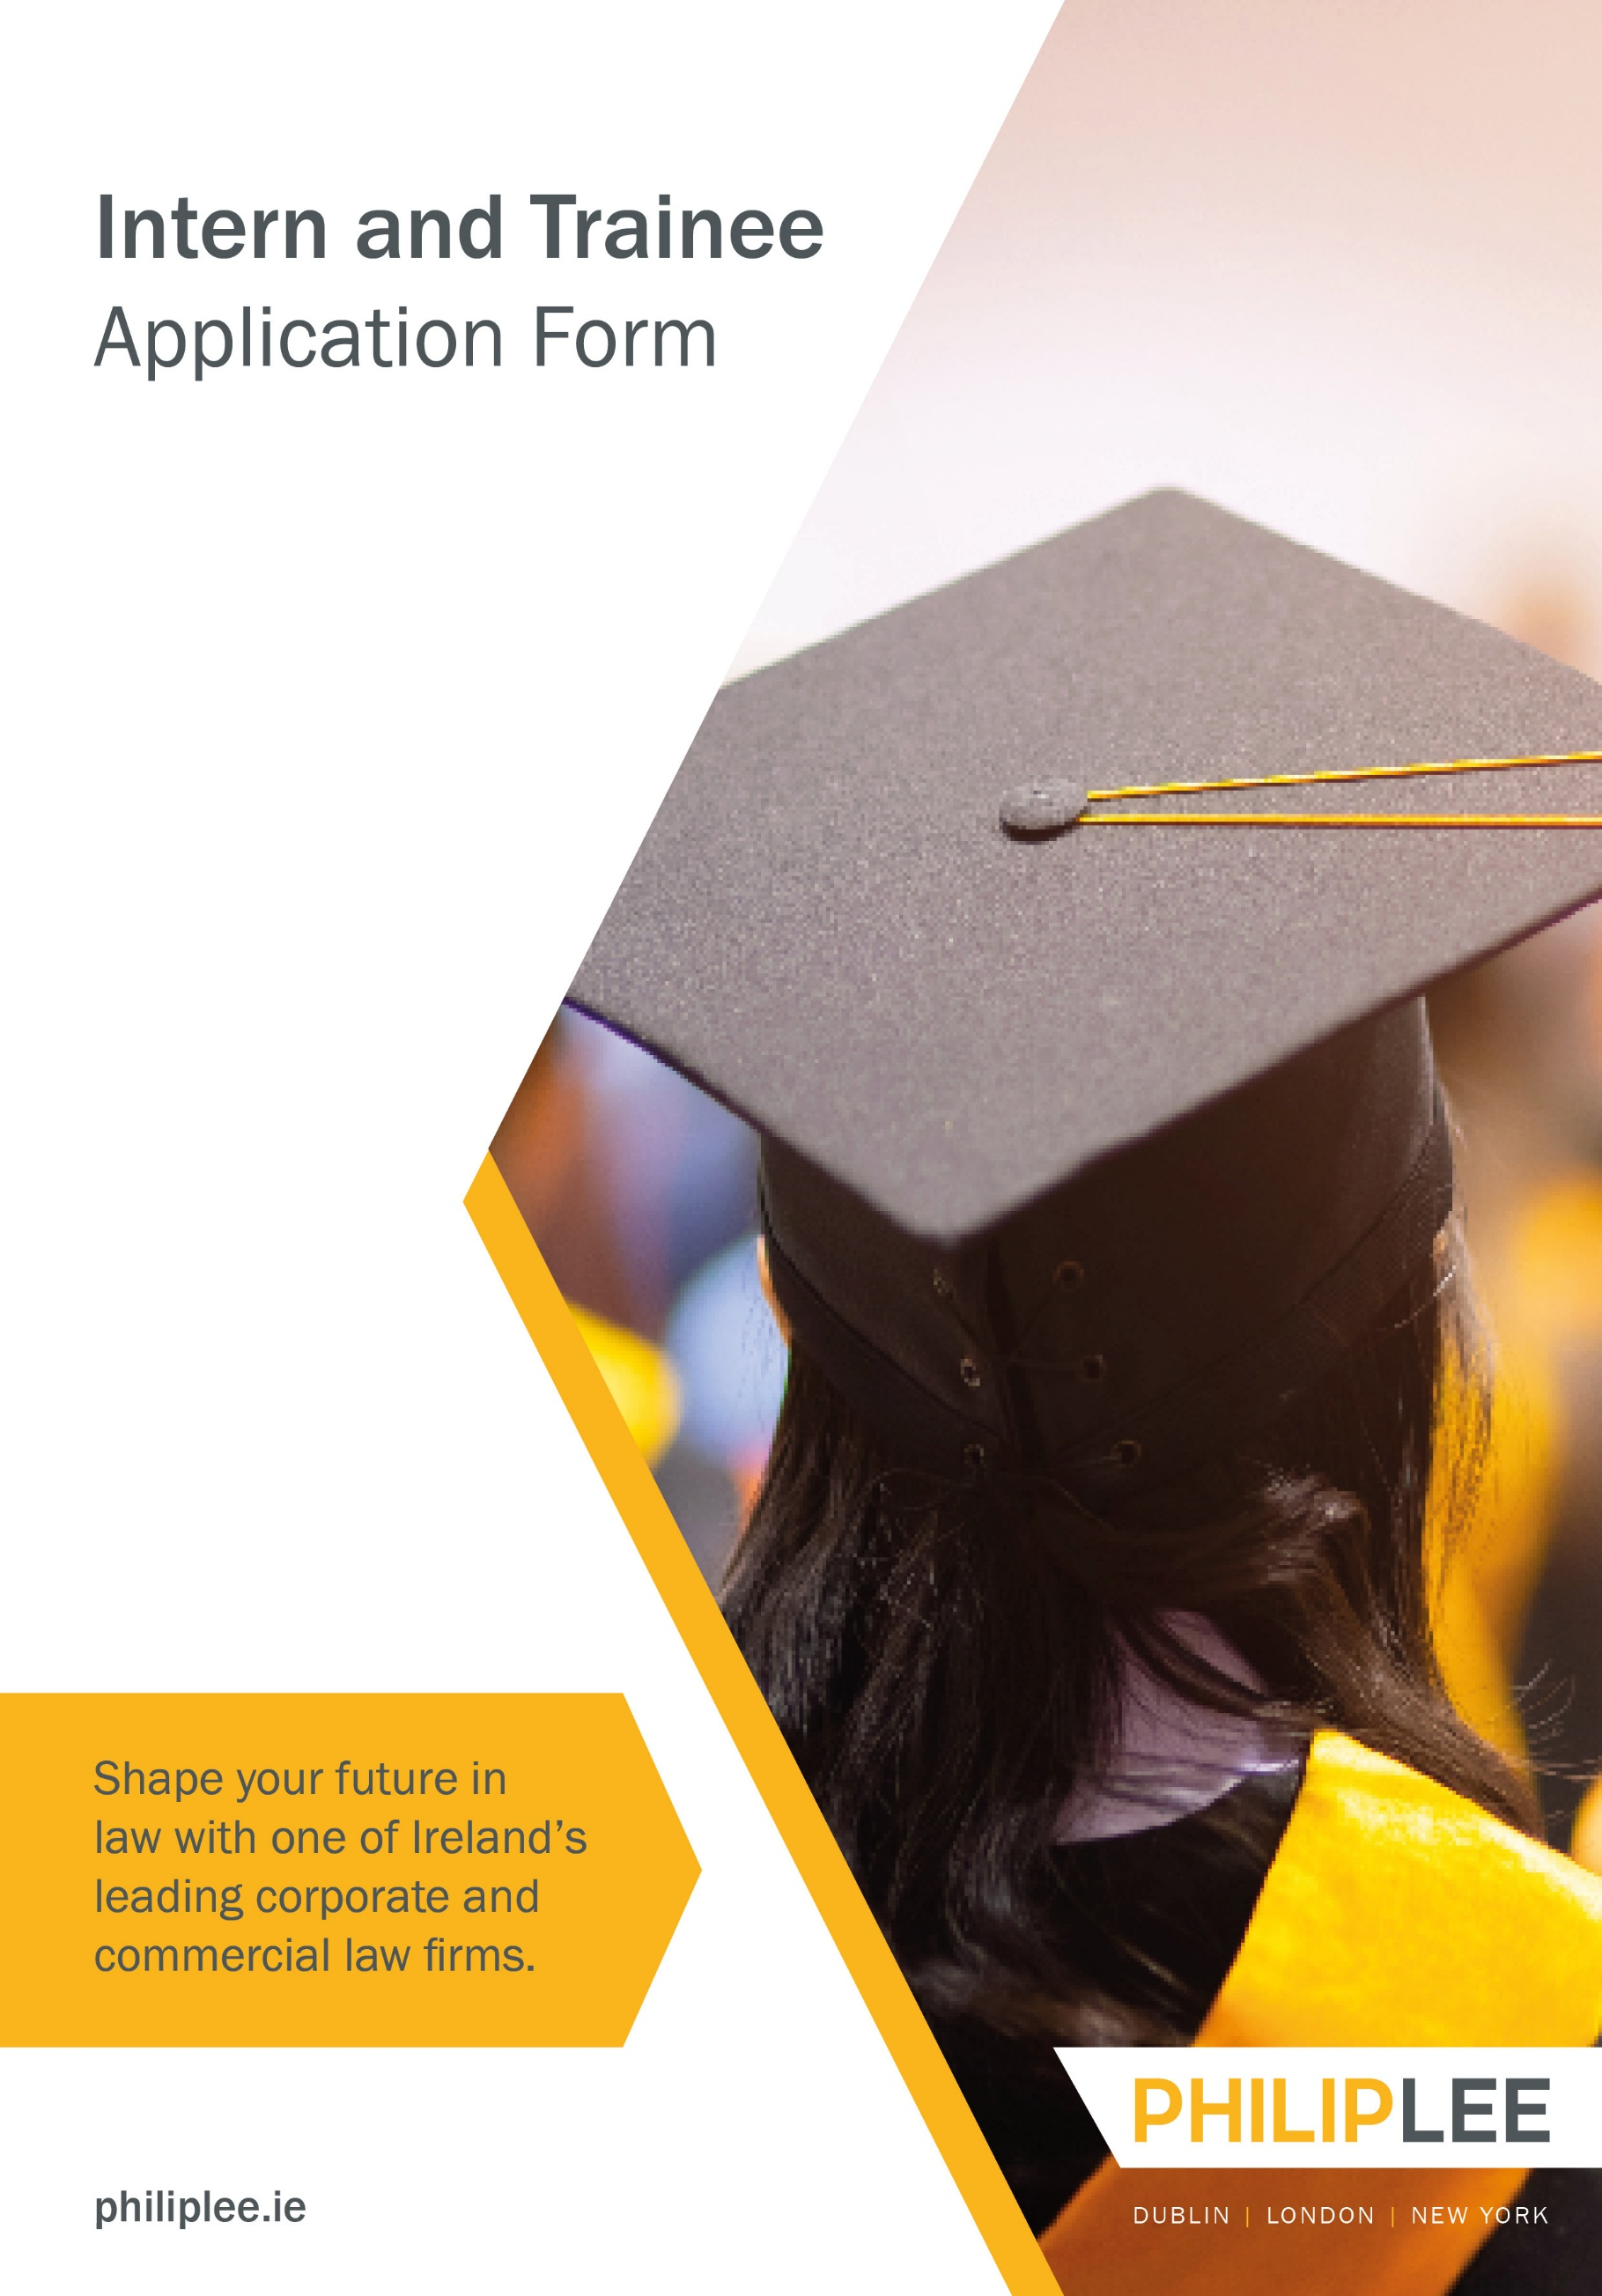 Intern and Trainee
Application Form
Shape your future in
law with one of Ireland’s
leading corporate and
commercial law firms.
PHILIPLEE
philiplee.ie
DUBLIN | LONDON | NEW YORK